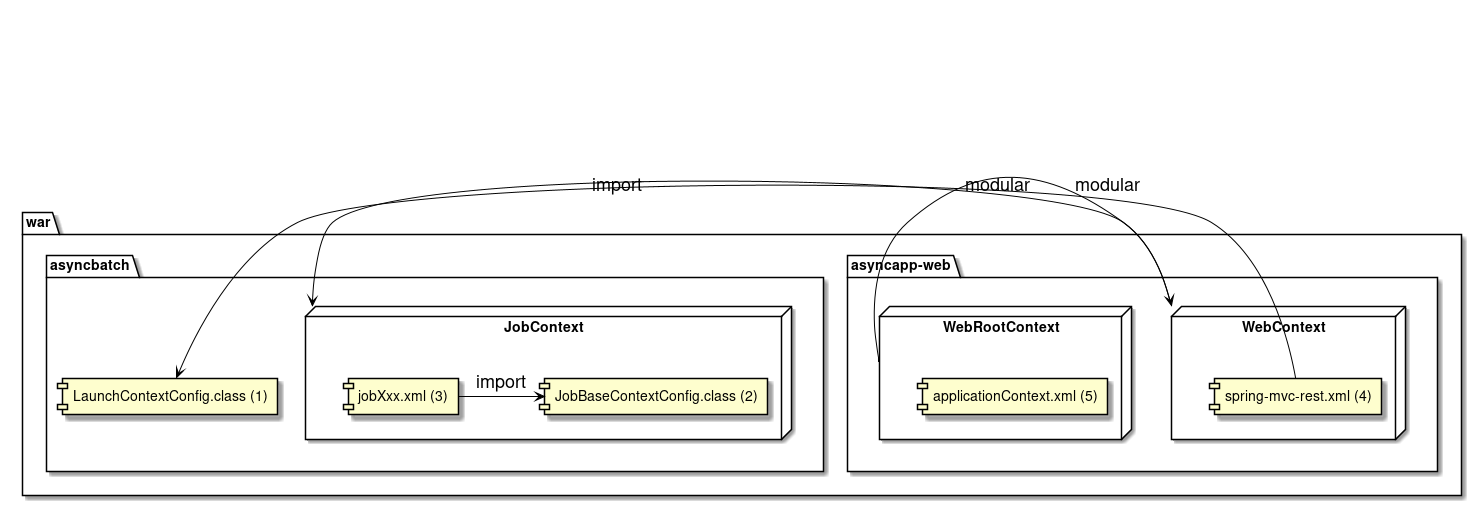 import
modular
modular
war
asyncbatch
asyncapp-web
JobContext
WebRootContext
WebContext
import
LaunchContextConfig.class (1)
jobXxx.xml (3)
JobBaseContextConfig.class (2)
applicationContext.xml (5)
spring-mvc-rest.xml (4)